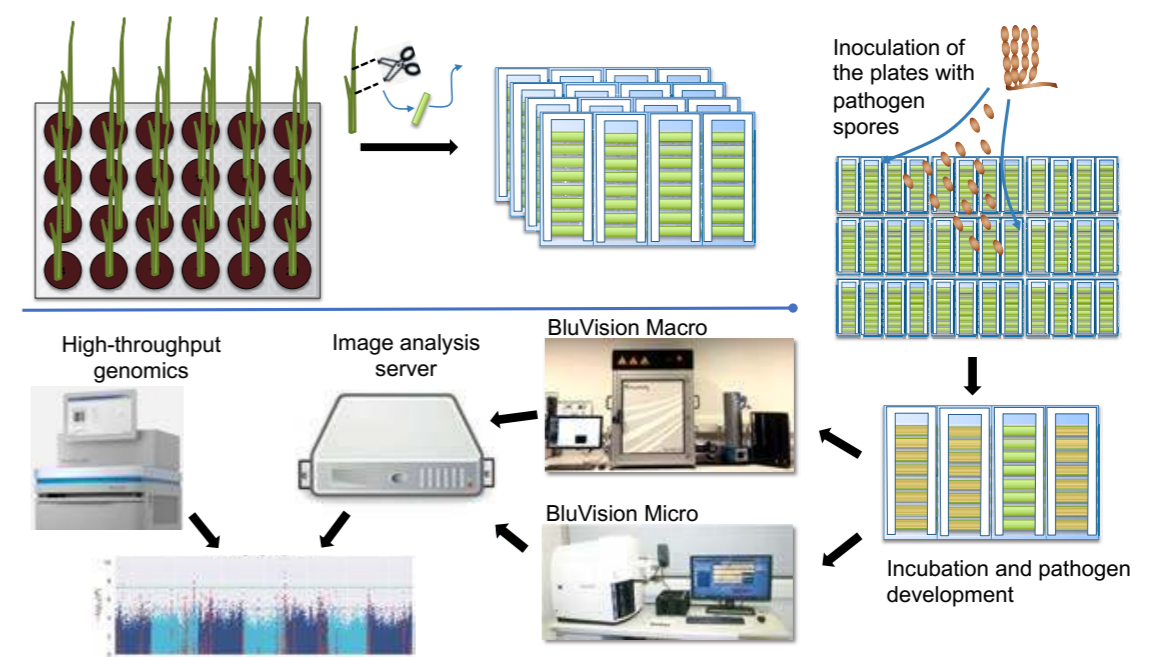 Inoculation of
the plates with
pathogen
spores
BluVision Macro
High-throughput
genomics
Image analysis
server
BluVision Micro
Incubation and pathogen
development